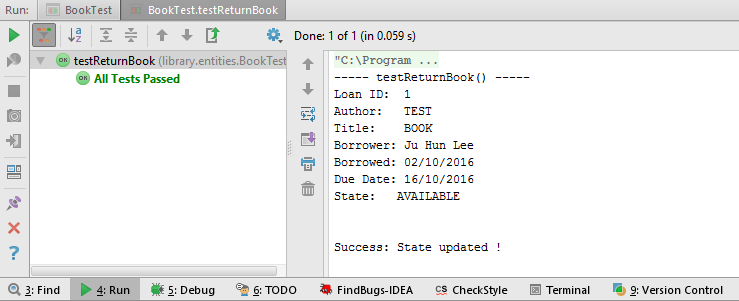 Run: BookTest BookTest.testReturnBook
Done: 1 of 1 (in 0.059 s)
testReturnBook (library.entities.BookTest
All Tests Passed
"C:\Program ...
----- testReturnBook() -----
Loan ID: 1
Author: TEST
Title: BOOK
Borrower: Ju Hun Lee
Borrowed: 02/10/2016
Due Date: 16/10/2016
State: AVAILABLE
Success: State updated !
3: Find 4: Run 5: Debug 6: TODO FindBugs-IDEA CS CheckStyle Terminal 9: Version Control